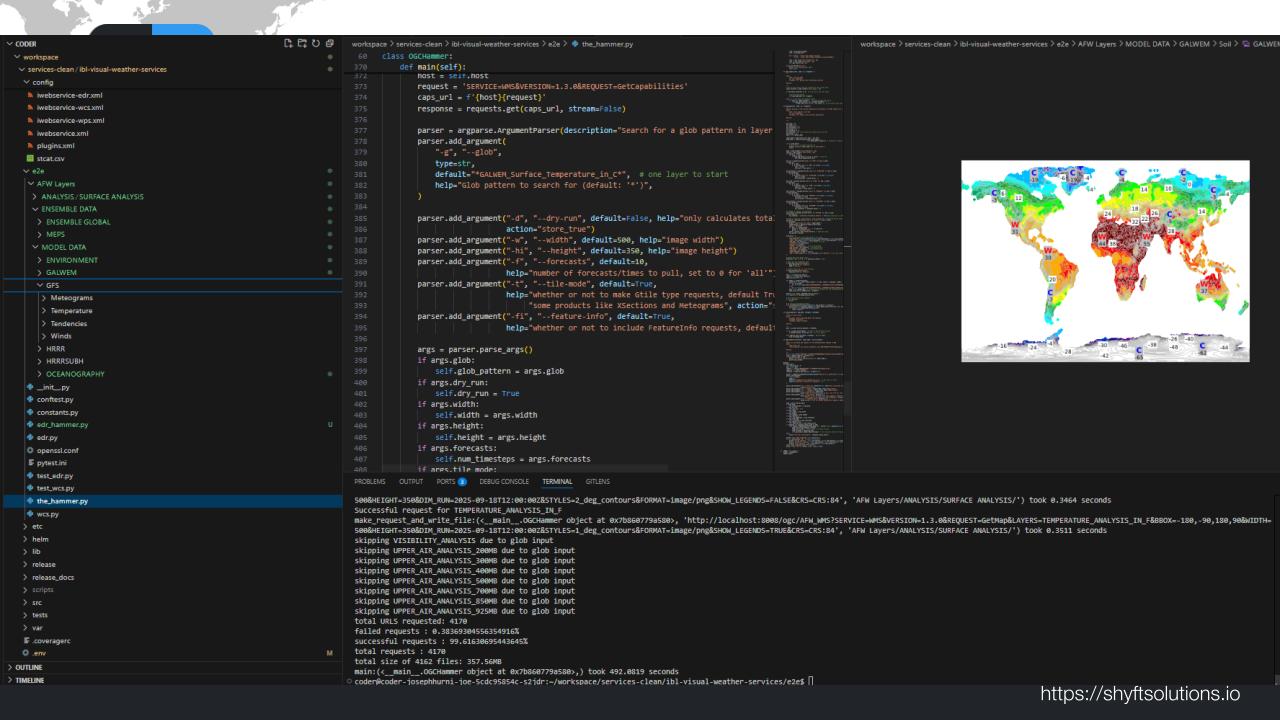 CODER
workspace
services-clean / ibl-visual-weather-services
config
iwebservice-edr.xml
iwebservice-wcs.xml
iwebservice-wps.xml
iwebservice.xml
plugins.xml
stcat.csv
e2e
AFW Layers
ANALYSIS / SURFACE ANALYSIS
ENSEMBLE DATA
ENSEMBLE GLOBAL
MEPS
MODEL DATA
ENVIRONMENT
GALWEM
GFS
Meteograms
Temperature
Tendencies
Winds
HRRR
HRRRSUBH
OCEANOGRAPHY
__init__.py
conftest.py
constants.py
edr_hammer.py U
edr.py
openssl.conf
pytest.ini
test_edr.py
test_wcs.py
the_hammer.py
wcs.py
etc
helm
lib
release
release_docs
scripts
src
tests
var
.coveragerc
.env M
OUTLINE
TIMELINE
workspace > services-clean > ibl-visual-weather-services > e2e > the_hammer.py
60 class OGCHammer:
370 def main(self):
372 host = self.host
373 request = 'SERVICE=WMS&VERSION=1.3.0&REQUEST=GetCapabilities'
374 caps_url = f'{host}{request}'
375 response = requests.get(caps_url, stream=False)
376
377 parser = argparse.ArgumentParser(description="Search for a glob pattern in layer
378 parser.add_argument(
379 "-g", "--glob",
380 type=str,
381 default="*GALWEM_Surface_Temperature_in_C*", # one layer to start
382 help="Glob pattern to search for (default: '*')",
383 )
384
385 parser.add_argument("-d", "--dry-run", default=False, help="only calculates tota
386 action="store_true")
387 parser.add_argument("-w", "--width", default=500, help="image width")
388 parser.add_argument("-hi", "--height", default=350, help="image height")
389 parser.add_argument("-f", "--forecasts", default=10,
390 help="number of forecasts/times to pull, set to 0 for 'all'"
391 parser.add_argument("-t", "--tile-mode", default=True,
392 help="whether or not to make Gtile type requests, default Tr
393 "some products like XSections and Meteograms", action="
394 parser.add_argument("-fi", "--feature-info", default=True,
395 help="whether or not to include FeatureInfo requests, default
396
397 args = parser.parse_args()
398 if args.glob:
399 self.glob_pattern = args.glob
400 if args.dry_run:
401 self.dry_run = True
402 if args.width:
403 self.width = args.width
404 if args.height:
405 self.height = args.height
406 if args.forecasts:
407 self.num_timesteps = args.forecasts
408 if args.tile_mode:
workspace > services-clean > ibl-visual-weather-services > e2e > AFW Layers > MODEL DATA > GALWEM > Soil > GALWEM
PROBLEMS OUTPUT PORTS 3 DEBUG CONSOLE TERMINAL GITLENS
500&HEIGHT=350&DIM_RUN=2025-09-18T12:00:00Z&STYLES=2_deg_contours&FORMAT=image/png&SHOW_LEGENDS=FALSE&CRS=CRS:84', 'AFW Layers/ANALYSIS/SURFACE ANALYSIS/') took 0.3464 seconds
Successful request for TEMPERATURE_ANALYSIS_IN_F
make_request_and_write_file:(<__main__.OGCHammer object at 0x7b860779a580>, 'http://localhost:8008/ogc/AFW_WMS?SERVICE=WMS&VERSION=1.3.0&REQUEST=GetMap&LAYERS=TEMPERATURE_ANALYSIS_IN_F&BBOX=-180,-90,180,90&WIDTH=
500&HEIGHT=350&DIM_RUN=2025-09-18T12:00:00Z&STYLES=1_deg_contours&FORMAT=image/png&SHOW_LEGENDS=TRUE&CRS=CRS:84', 'AFW Layers/ANALYSIS/SURFACE ANALYSIS/') took 0.3511 seconds
skipping VISIBILITY_ANALYSIS due to glob input
skipping UPPER_AIR_ANALYSIS_200MB due to glob input
skipping UPPER_AIR_ANALYSIS_300MB due to glob input
skipping UPPER_AIR_ANALYSIS_400MB due to glob input
skipping UPPER_AIR_ANALYSIS_500MB due to glob input
skipping UPPER_AIR_ANALYSIS_700MB due to glob input
skipping UPPER_AIR_ANALYSIS_850MB due to glob input
skipping UPPER_AIR_ANALYSIS_925MB due to glob input
total URLS requested: 4170
failed requests : 0.38369304556354916%
successful requests : 99.61630695443645%
total requests : 4170
total size of 4162 files: 357.56MB
main:(<__main__.OGCHammer object at 0x7b860779a580>,) took 492.0819 seconds
coder@coder-josephhurni-joe-5cdc95854c-s2jdr:~/workspace/services-clean/ibl-visual-weather-services/e2e$
https://shyftsolutions.io